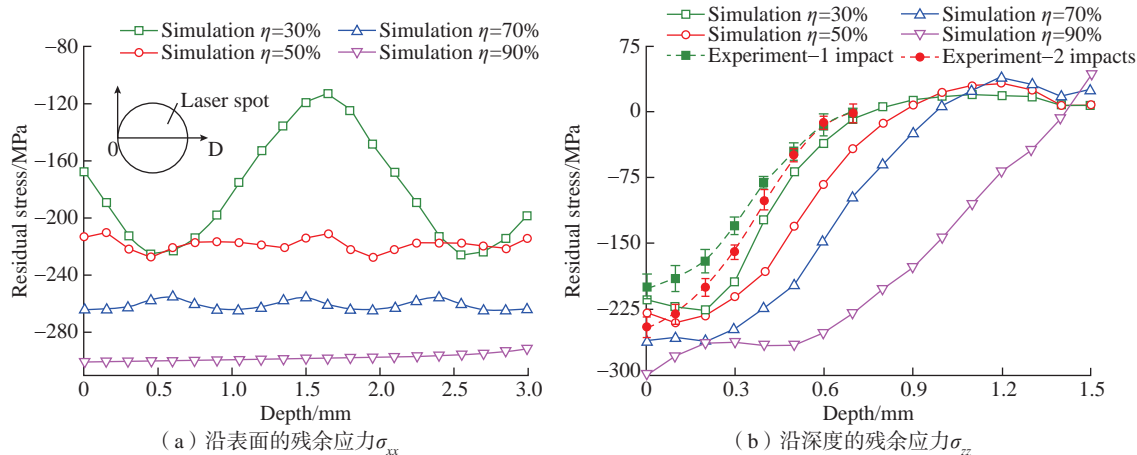 Simulation η=30% Simulation η=70%
Simulation η=50% Simulation η=90%
−80
−120
−160
−200
−240
−280
Residual stress/MPa
Laser spot
0 D
0 0.5 1.0 1.5 2.0 2.5 3.0
Depth/mm
(a) 沿表面的残余应力σxx
Simulation η=30% Simulation η=70%
Simulation η=50% Simulation η=90%
Experiment−1 impact Experiment−2 impacts
75
0
−75
−150
−225
−300
Residual stress/MPa
0 0.3 0.6 0.9 1.2 1.5
Depth/mm
(b) 沿深度的残余应力σzz